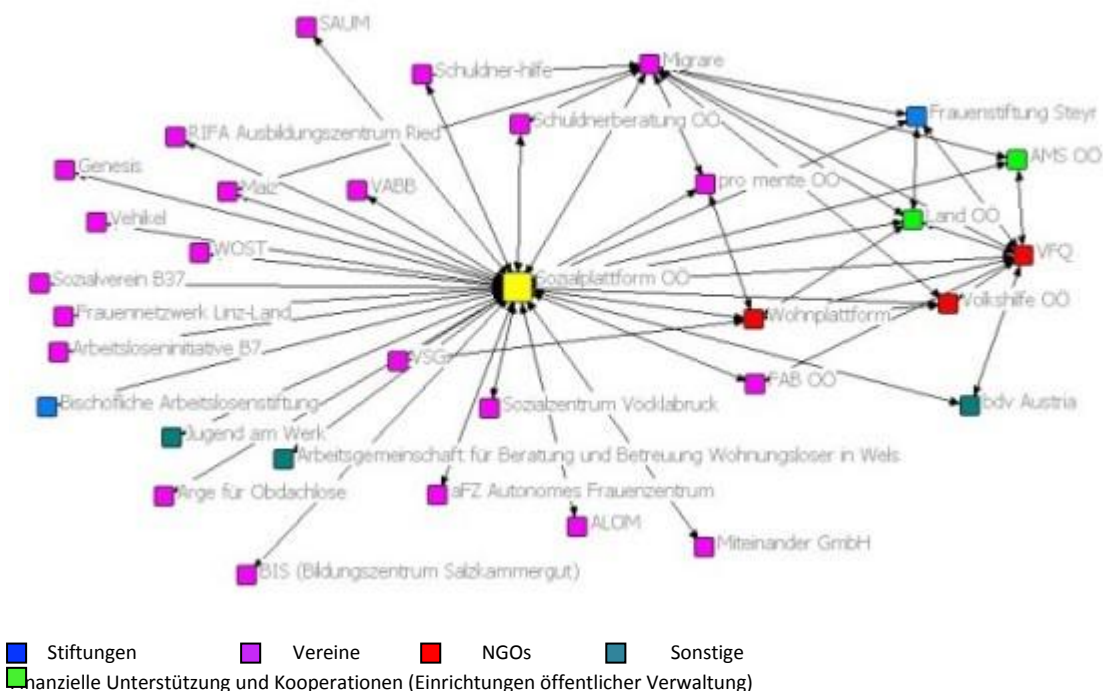 SAUM
Migrare
Schuldner-hilfe
Frauenstiftung Steyr
Schuldnerberatung OÖ
RIFA Ausbildungszentrum Ried
AMS OÖ
Genesis
pro mente OÖ
Maiz
VABB
Land OÖ
Vehikel
WOST
VFQ
Sozialverein B37
Sozialplattform OÖ
Volkshilfe OÖ
Frauennetzwerk Linz-Land
Wohnplattform
Arbeitsloseninitiative B7
VSG
FAB OÖ
Bischöfliche Arbeitslosenstiftung
Sozialzentrum Vöcklabruck
bdv Austria
Jugend am Werk
Arbeitsgemeinschaft für Beratung und Betreuung Wohnungsloser in Wels
Arge für Obdachlose
aFZ Autonomes Frauenzentrum
ALOM
Miteinander GmbH
BIS (Bildungszentrum Salzkammergut)
Stiftungen Vereine NGOs Sonstige
nanzielle Unterstützung und Kooperationen (Einrichtungen öffentlicher Verwaltung)